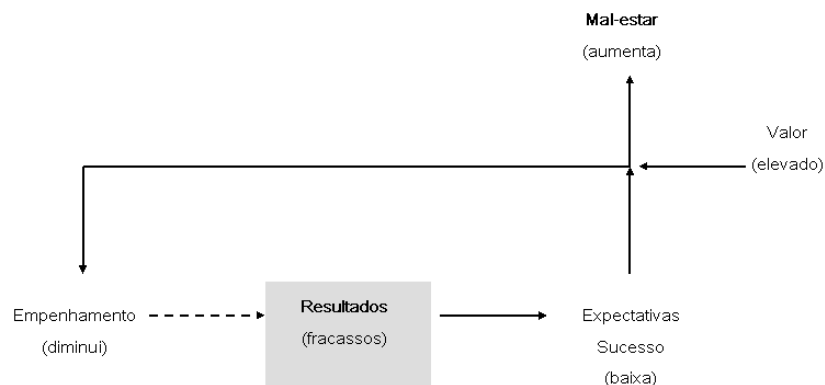 Mal-estar
(aumenta)
Valor
(elevado)
Empenhamento
(diminui)
Resultados
(fracassos)
Expectativas
Sucesso
(baixa)